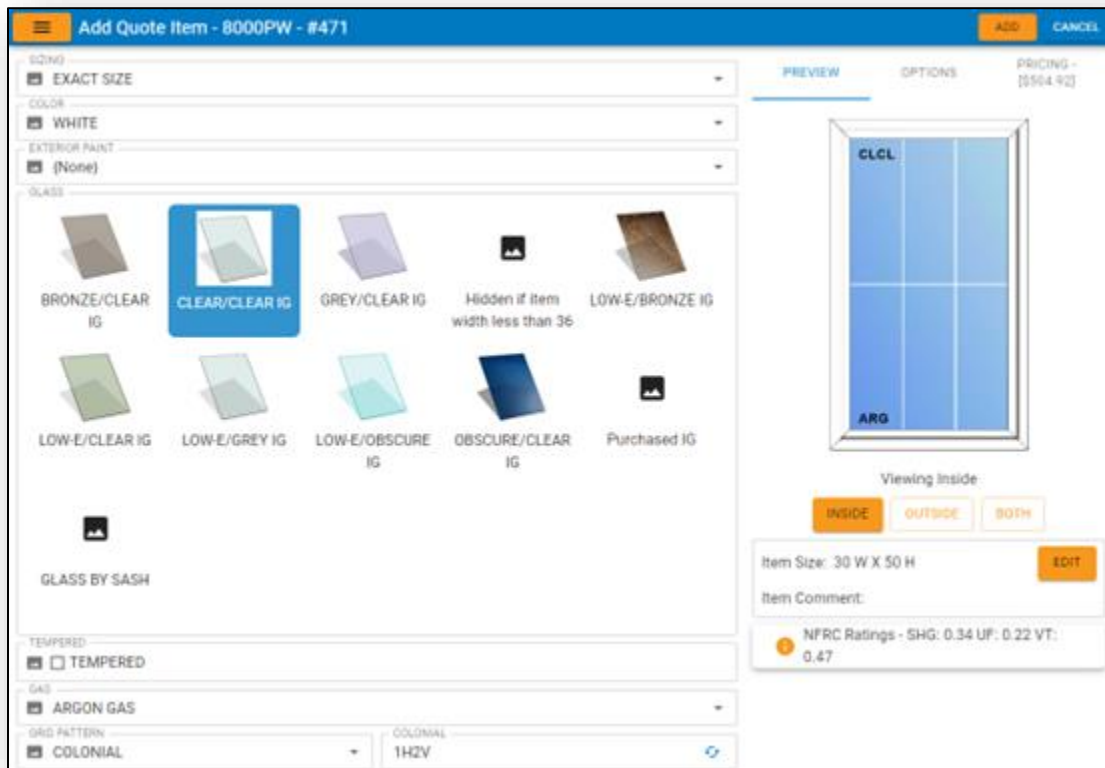 Add Quote Item - 8000PW - #471
ADD
CANCEL
SIZING
EXACT SIZE
COLOR
WHITE
EXTERIOR PAINT
(None)
GLASS
BRONZE/CLEAR
IG
CLEAR/CLEAR IG
GREY/CLEAR IG
Hidden if item
width less than 36
LOW-E/BRONZE IG
LOW-E/CLEAR IG
LOW-E/GREY IG
LOW-E/OBSCURE
IG
OBSCURE/CLEAR
IG
Purchased IG
GLASS BY SASH
TEMPERED
TEMPERED
GAS
ARGON GAS
GRID PATTERN
COLONIAL
COLONIAL
1H2V
PREVIEW
OPTIONS
PRICING -
[$504.92]
CLCL
ARG
Viewing Inside
INSIDE
OUTSIDE
BOTH
Item Size: 30 W X 50 H
EDIT
Item Comment:
NFRC Ratings - SHG: 0.34 UF: 0.22 VT:
0.47